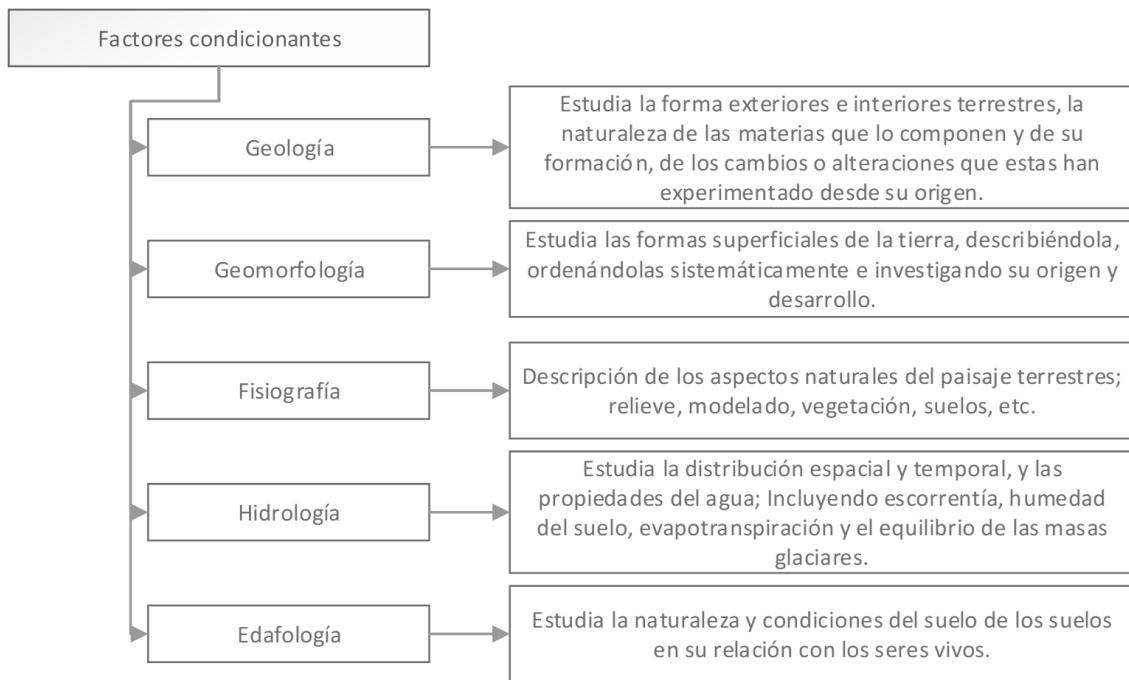 Factores condicionantes
Geología
Estudia la forma exteriores e interiores terrestres, la
naturaleza de las materias que lo componen y de su
formación, de los cambios o alteraciones que estas han
experimentado desde su origen.
Geomorfología
Estudia las formas superficiales de la tierra, describiéndola,
ordenándolas sistemáticamente e investigando su origen y
desarrollo.
Fisiografía
Descripción de los aspectos naturales del paisaje terrestres;
relieve, modelado, vegetación, suelos, etc.
Hidrología
Estudia la distribución espacial y temporal, y las
propiedades del agua; Incluyendo escorrentía, humedad
del suelo, evapotranspiración y el equilibrio de las masas
glaciares.
Edafología
Estudia la naturaleza y condiciones del suelo de los suelos
en su relación con los seres vivos.